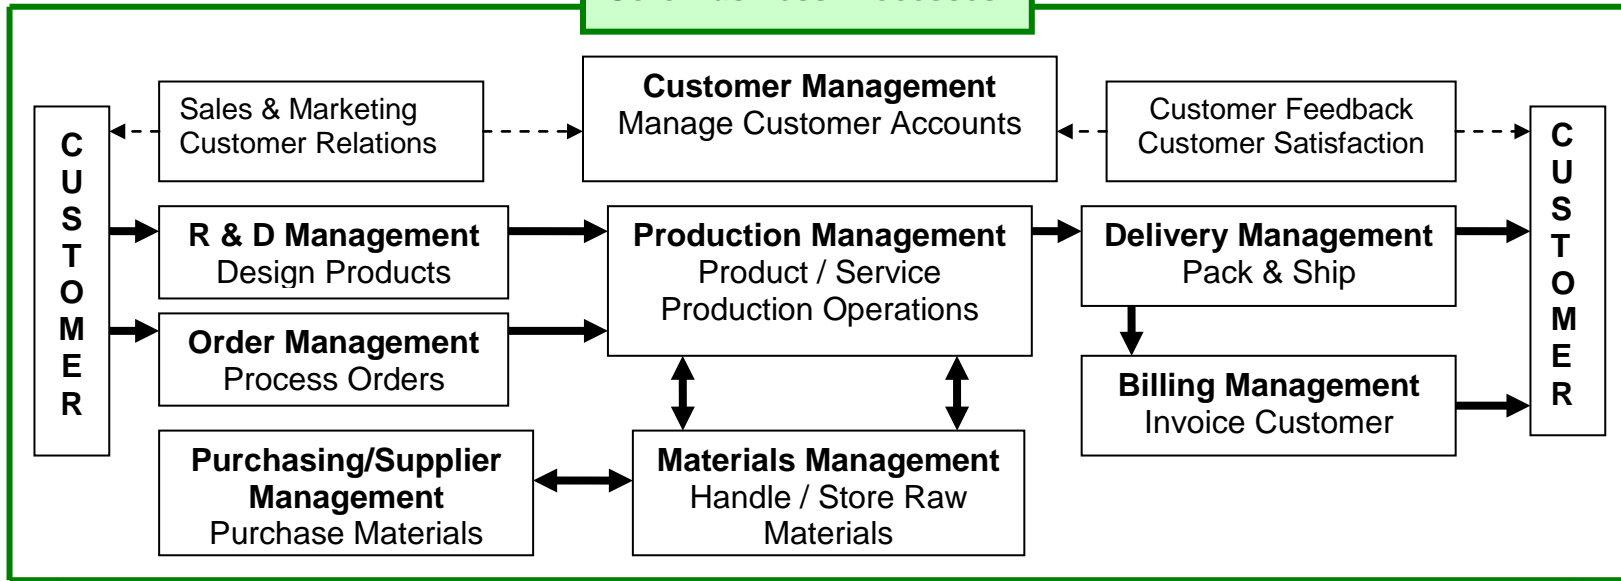 Sales & Marketing
Customer Relations
Customer Management
Manage Customer Accounts
Customer Feedback
Customer Satisfaction
C
U
S
T
O
M
E
R
R & D Management
Design Products
Production Management
Product / Service
Production Operations
Delivery Management
Pack & Ship
C
U
S
T
O
M
E
R
Order Management
Process Orders
Billing Management
Invoice Customer
Purchasing/Supplier
Management
Purchase Materials
Materials Management
Handle / Store Raw
Materials